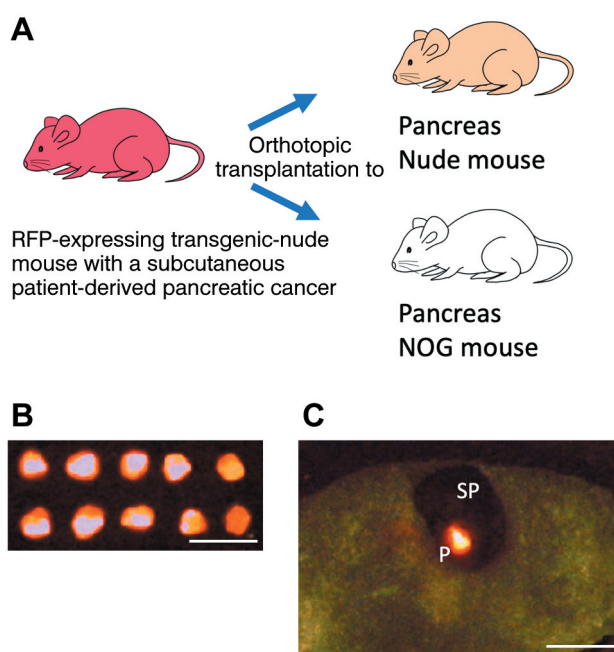 A
Orthotopic
transplantation to
Pancreas
Nude mouse
RFP-expressing transgenic-nude
mouse with a subcutaneous
patient-derived pancreatic cancer
Pancreas
NOG mouse
B
C
SP
P